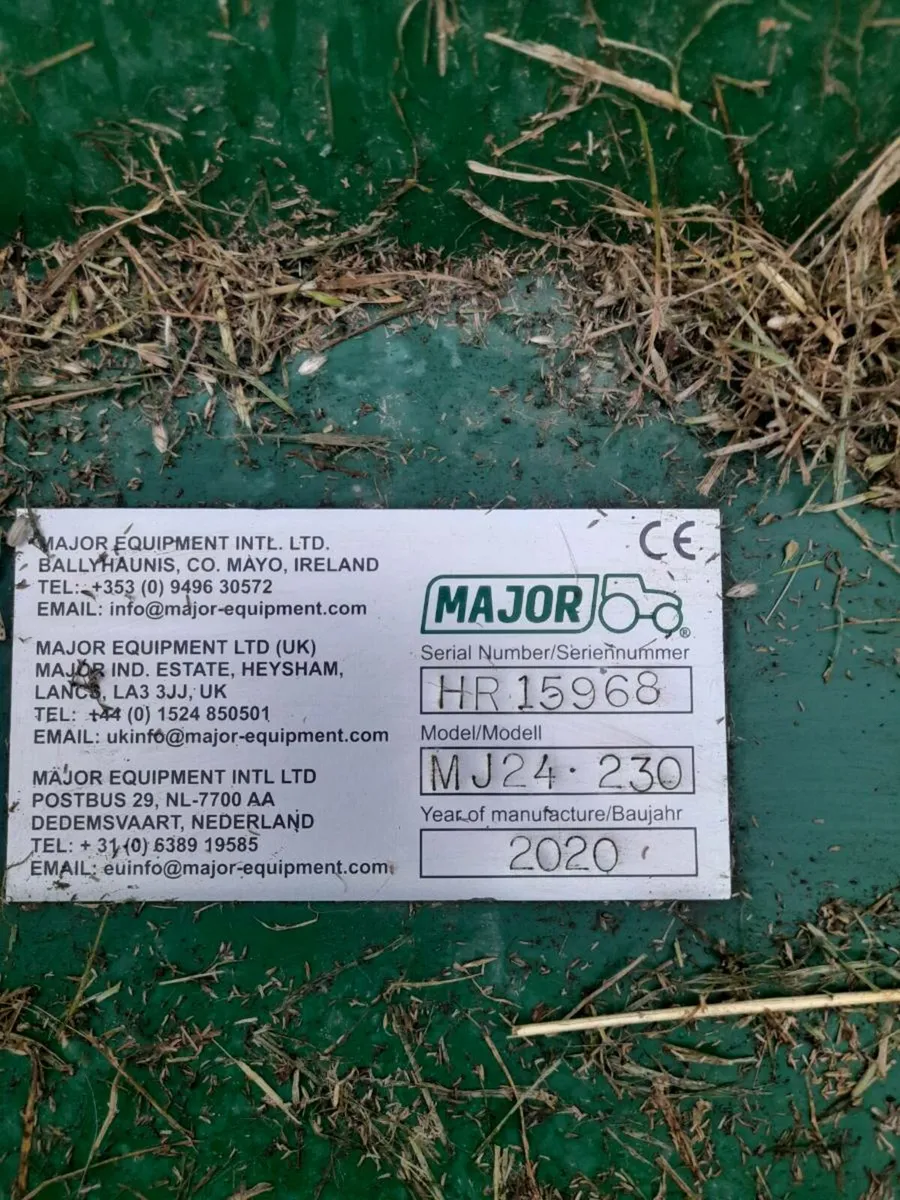 MAJOR EQUIPMENT INTL. LTD.
BALLYHAUNIS, CO. MAYO, IRELAND
TEL: +353 (0) 9496 30572
EMAIL: info@major-equipment.com
MAJOR EQUIPMENT LTD (UK)
MAJOR IND. ESTATE, HEYSHAM,
LANCS, LA3 3JJ, UK
TEL: +44 (0) 1524 850501
EMAIL: ukinfo@major-equipment.com
MAJOR EQUIPMENT INTL LTD
POSTBUS 29, NL-7700 AA
DEDEMSVAART, NEDERLAND
TEL: + 31 (0) 6389 19585
EMAIL: euinfo@major-equipment.com
CE
MAJOR ®
Serial Number/Seriennummer
HR 15968
Model/Modell
MJ24 · 230
Year of manufacture/Baujahr
2020